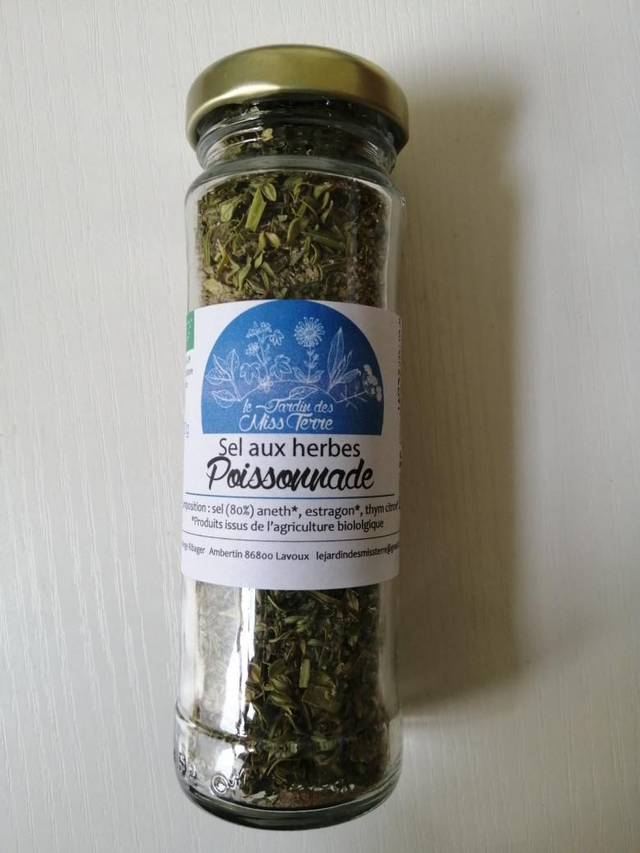 le Jardin des
Miss Terre
Sel aux herbes
Poissonnade
sel (80%) aneth*, estragon*, thym citron*
*Produits issus de l'agriculture biololgique
Ambertin 86800 Lavoux